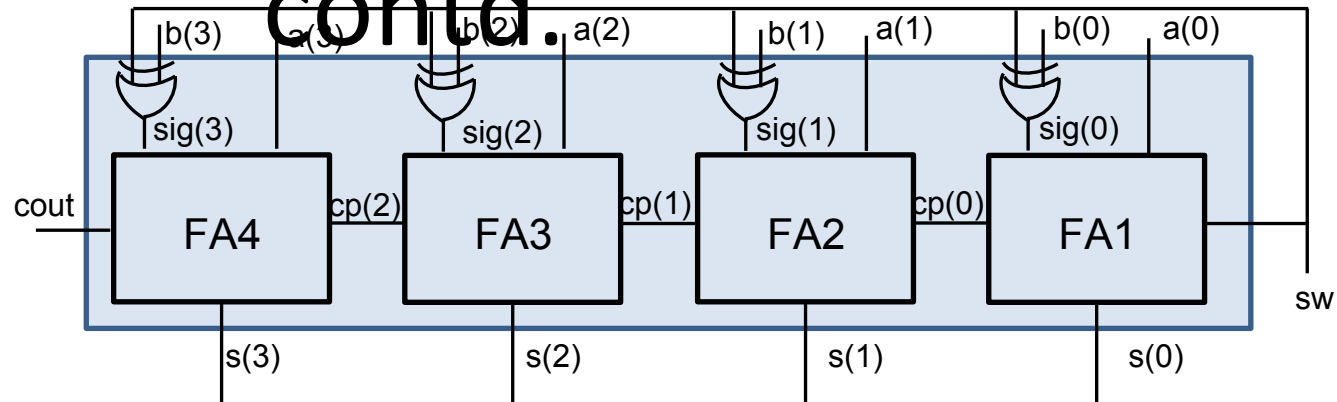 contd.
b(3) a(3) b(2) a(2) b(1) a(1) b(0) a(0)
sig(3) sig(2) sig(1) sig(0)
cout cp(2) cp(1) cp(0)
FA4 FA3 FA2 FA1
sw
s(3) s(2) s(1) s(0)